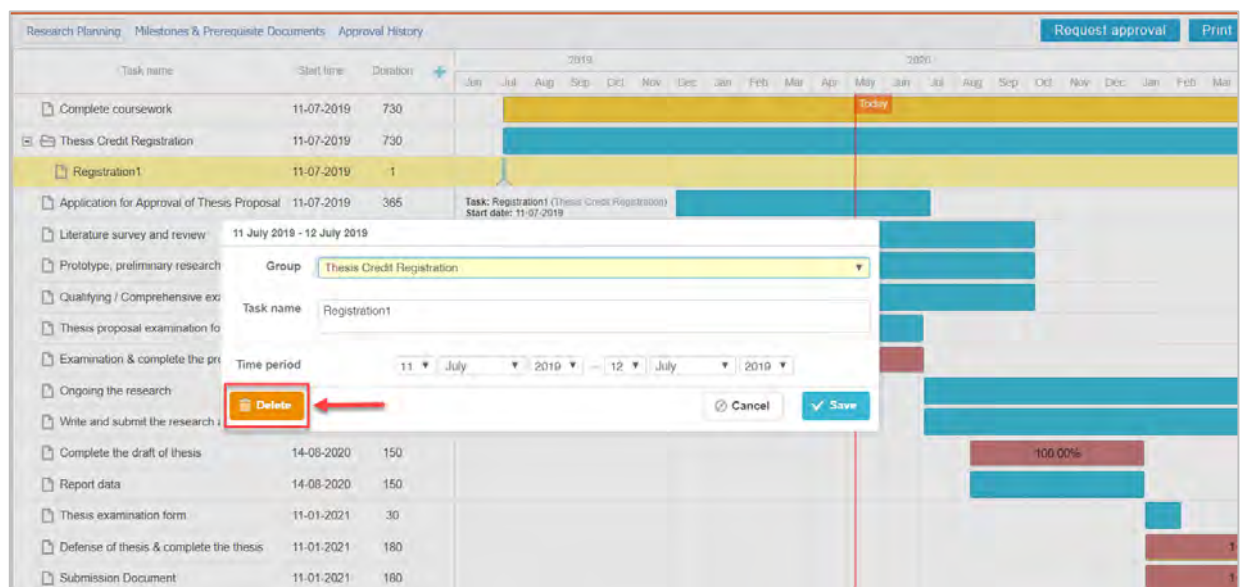 Research Planning Milestones & Prerequisite Documents Approval History Request approval Print
Task name Start time Duration
2019 2020
Jun Jul Aug Sep Oct Nov Dec Jan Feb Mar Apr May Jun Jul Aug Sep Oct Nov Dec Jan Feb Mar
Complete coursework 11-07-2019 730 Today
Thesis Credit Registration 11-07-2019 730
Registration1 11-07-2019 1
Application for Approval of Thesis Proposal 11-07-2019 365 Task: Registration1 (Thesis Credit Registration)
Start date: 11-07-2019
Literature survey and review 11 July 2019 - 12 July 2019
Prototype, preliminary research Group Thesis Credit Registration
Qualifying / Comprehensive
Task name Registration1
Thesis proposal examination
Examination & complete the
Time period 11 July 2019 – 12 July 2019
Ongoing the research
Delete Cancel Save
Write and submit the research
Complete the draft of thesis 14-08-2020 150 100.00%
Report data 14-08-2020 150
Thesis examination form 11-01-2021 30
Defense of thesis & complete the thesis 11-01-2021 180
Submission Document 11-01-2021 180